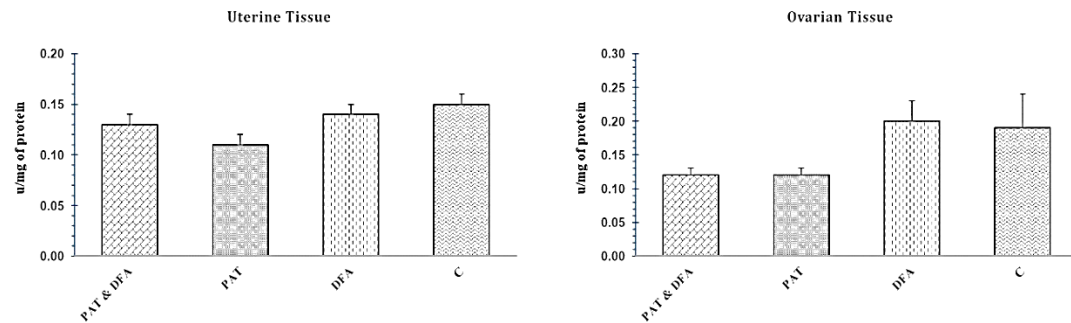 Uterine Tissue
0.20
0.15
0.10
0.05
0.00
u/mg of protein
PAT & DFA
PAT
DFA
C
Ovarian Tissue
0.30
0.25
0.20
0.15
0.10
0.05
0.00
u/mg of protein
PAT & DFA
PAT
DFA
C